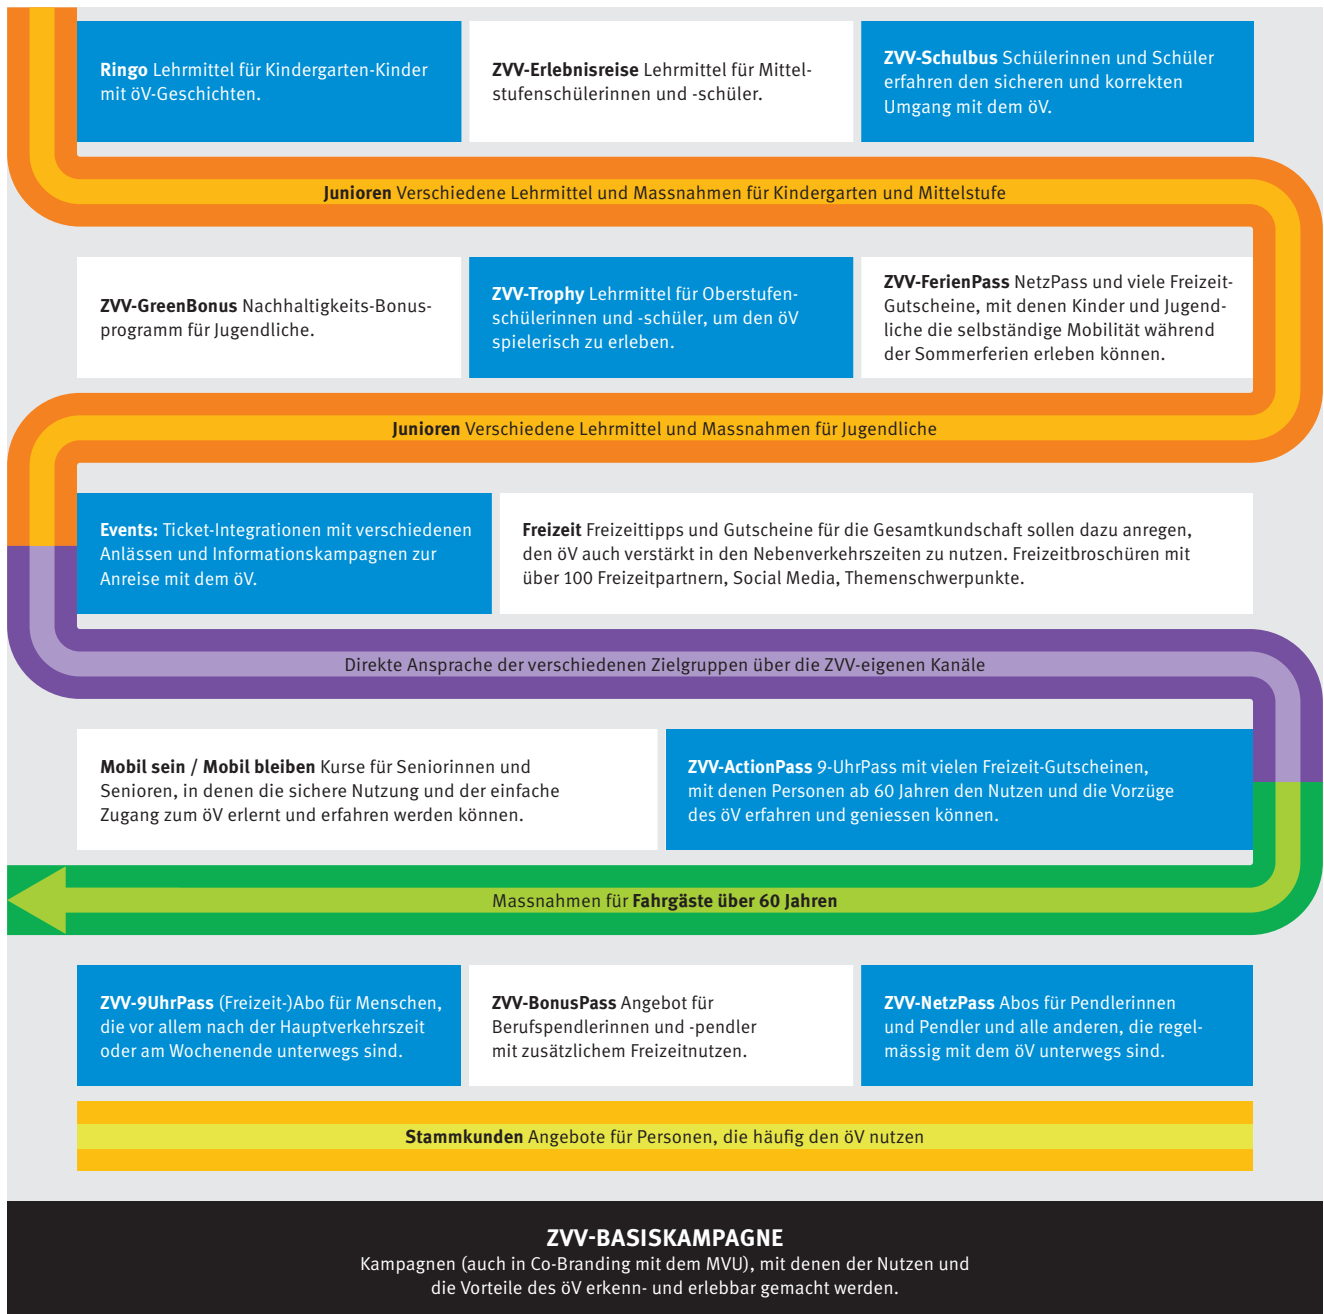 Ringo Lehrmittel für Kindergarten-Kinder
mit öV-Geschichten.
ZVV-Erlebnisreise Lehrmittel für Mittel-
stufenschülerinnen und -schüler.
ZVV-Schulbus Schülerinnen und Schüler
erfahren den sicheren und korrekten
Umgang mit dem öV.
Junioren Verschiedene Lehrmittel und Massnahmen für Kindergarten und Mittelstufe
ZVV-GreenBonus Nachhaltigkeits-Bonus-
programm für Jugendliche.
ZVV-Trophy Lehrmittel für Oberstufen-
schülerinnen und -schüler, um den öV
spielerisch zu erleben.
ZVV-FerienPass NetzPass und viele Freizeit-
Gutscheine, mit denen Kinder und Jugend-
liche die selbständige Mobilität während
der Sommerferien erleben können.
Junioren Verschiedene Lehrmittel und Massnahmen für Jugendliche
Events: Ticket-Integrationen mit verschiedenen
Anlässen und Informationskampagnen zur
Anreise mit dem öV.
Freizeit Freizeittipps und Gutscheine für die Gesamtkundschaft sollen dazu anregen,
den öV auch verstärkt in den Nebenverkehrszeiten zu nutzen. Freizeitbroschüren mit
über 100 Freizeitpartnern, Social Media, Themenschwerpunkte.
Direkte Ansprache der verschiedenen Zielgruppen über die ZVV-eigenen Kanäle
Mobil sein / Mobil bleiben Kurse für Seniorinnen und
Senioren, in denen die sichere Nutzung und der einfache
Zugang zum öV erlernt und erfahren werden können.
ZVV-ActionPass 9-UhrPass mit vielen Freizeit-Gutscheinen,
mit denen Personen ab 60 Jahren den Nutzen und die Vorzüge
des öV erfahren und geniessen können.
Massnahmen für Fahrgäste über 60 Jahren
ZVV-9UhrPass (Freizeit-)Abo für Menschen,
die vor allem nach der Hauptverkehrszeit
oder am Wochenende unterwegs sind.
ZVV-BonusPass Angebot für
Berufspendlerinnen und -pendler
mit zusätzlichem Freizeitnutzen.
ZVV-NetzPass Abos für Pendlerinnen
und Pendler und alle anderen, die regel-
mässig mit dem öV unterwegs sind.
Stammkunden Angebote für Personen, die häufig den öV nutzen
ZVV-BASISKAMPAGNE
Kampagnen (auch in Co-Branding mit dem MVU), mit denen der Nutzen und
die Vorteile des öV erkenn- und erlebbar gemacht werden.